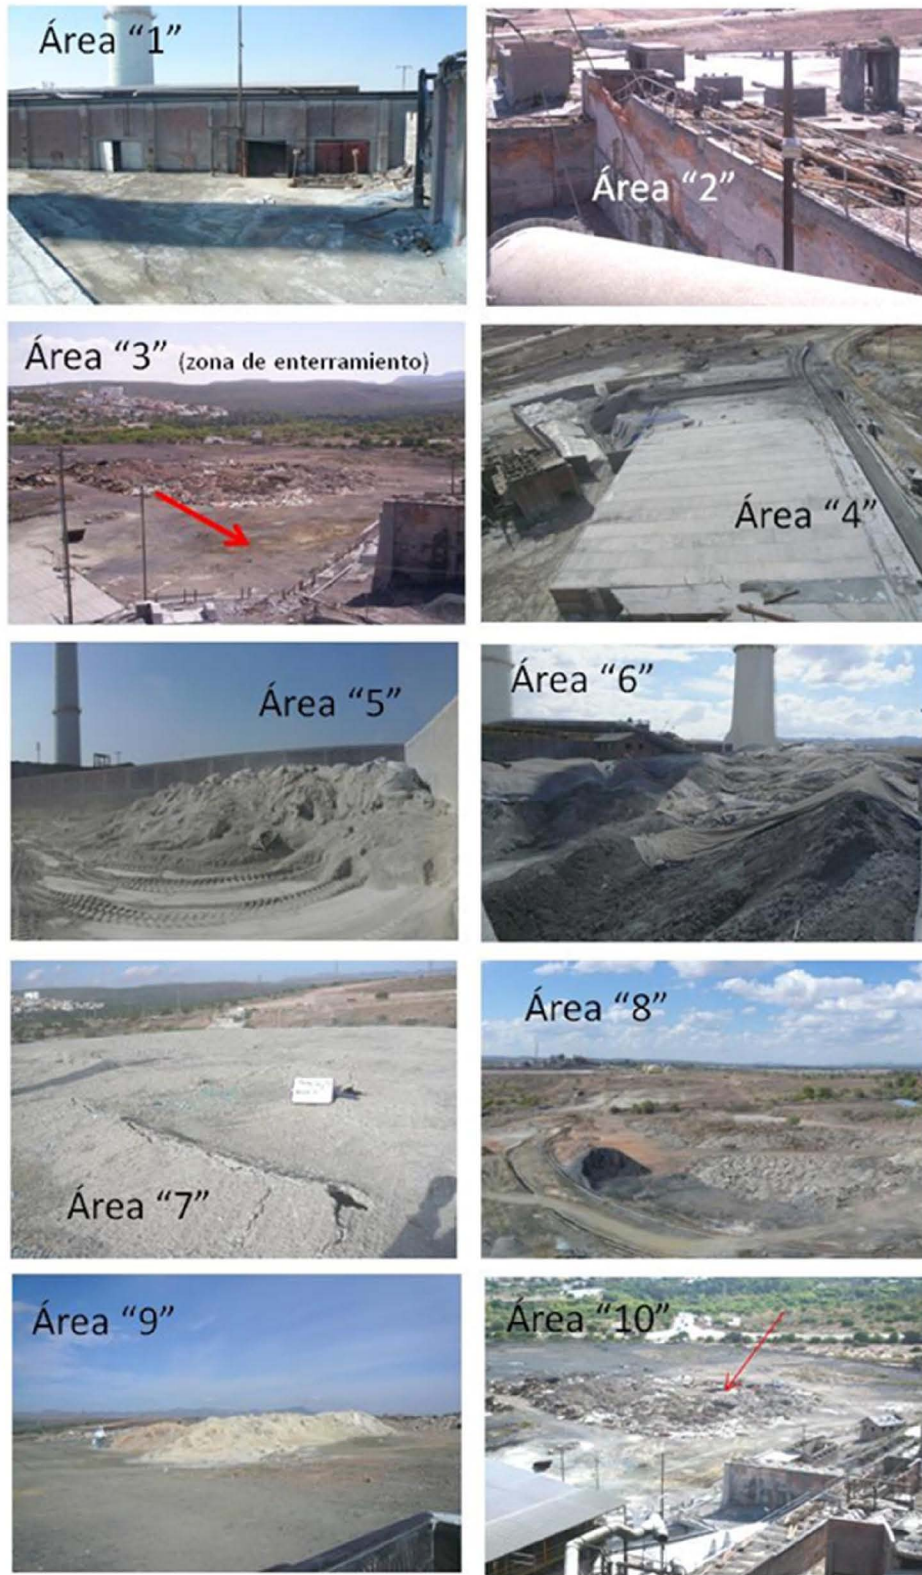 Área “1”
Área “2”
Área “3” (zona de enterramiento)
Área “4”
Área “5”
Área “6”
Área “7”
Área “8”
Área “9”
Área “10”